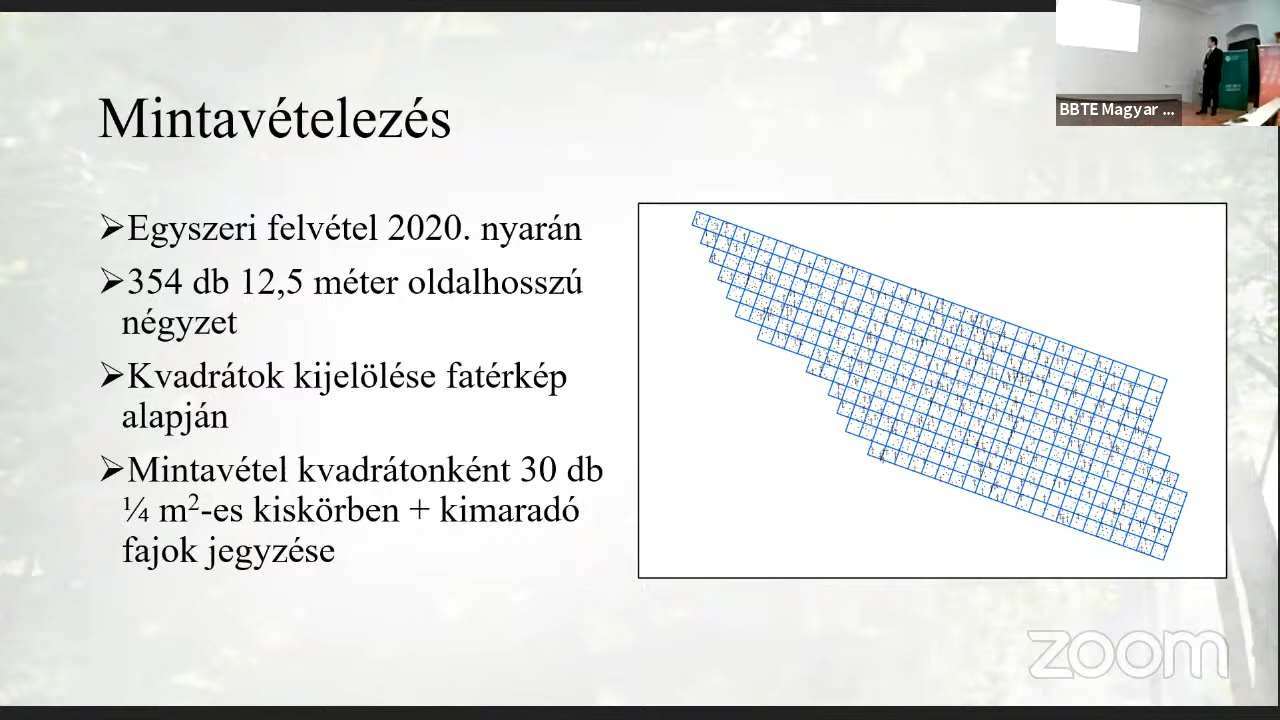 BBTE Magyar ...
Mintavételezés
➢Egyszeri felvétel 2020. nyarán
➢354 db 12,5 méter oldalhosszú
négyzet
➢Kvadrátok kijelölése fatérkép
alapján
➢Mintavétel kvadrátonként 30 db
¼ m²-es kiskörben + kimaradó
fajok jegyzése
zoom